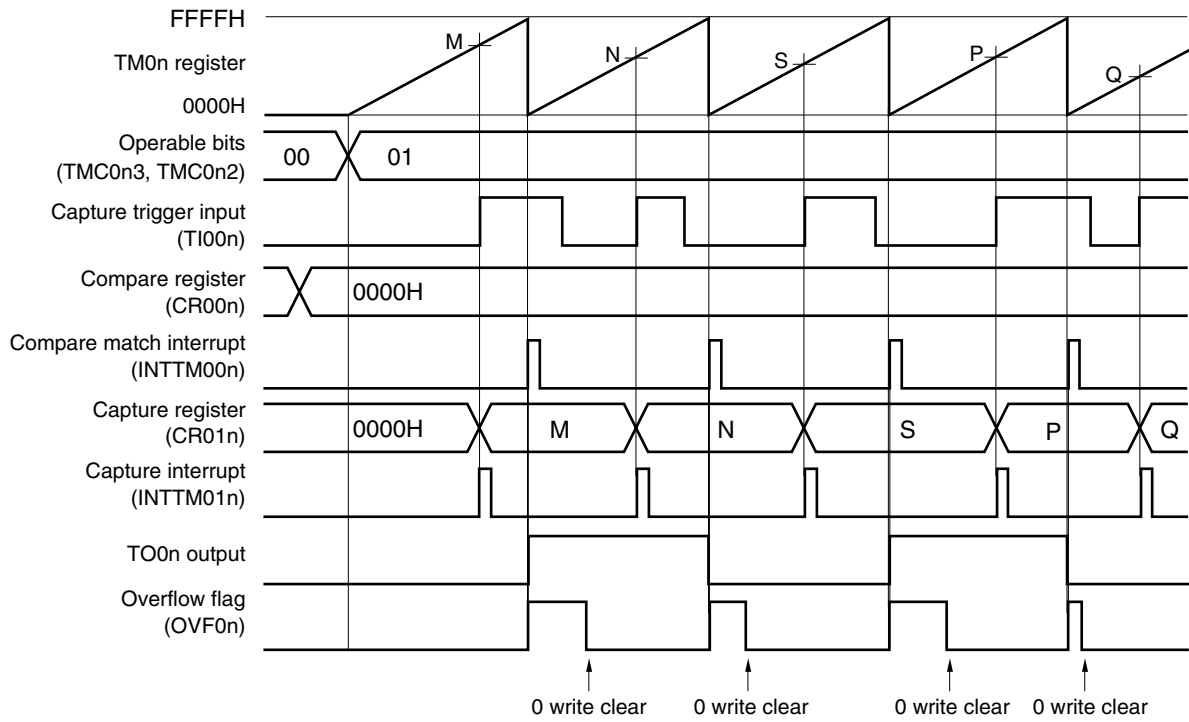 FFFFH
TM0n register
0000H
M
N
S
P
Q
Operable bits
(TMC0n3, TMC0n2)
00
01
Capture trigger input
(TI00n)
Compare register
(CR00n)
0000H
Compare match interrupt
(INTTM00n)
Capture register
(CR01n)
0000H
M
N
S
P
Q
Capture interrupt
(INTTM01n)
TO0n output
Overflow flag
(OVF0n)
0 write clear
0 write clear
0 write clear
0 write clear